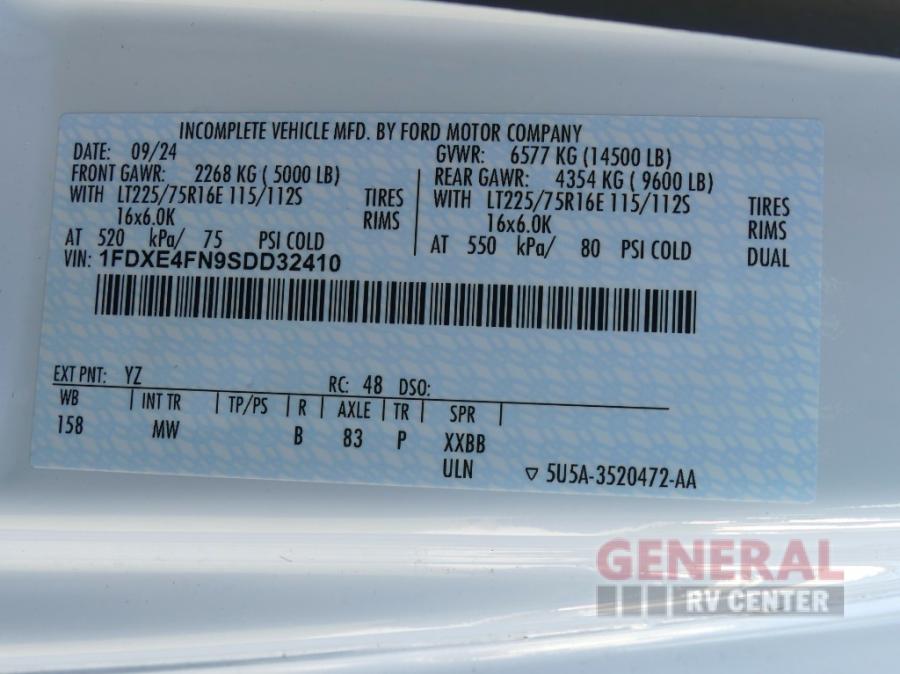 INCOMPLETE VEHICLE MFD. BY FORD MOTOR COMPANY
DATE: 09/24 GVWR: 6577 KG (14500 LB)
FRONT GAWR: 2268 KG ( 5000 LB) REAR GAWR: 4354 KG ( 9600 LB)
WITH LT225/75R16E 115/112S TIRES WITH LT225/75R16E 115/112S TIRES
16x6.0K RIMS 16x6.0K RIMS
AT 520 kPa/ 75 PSI COLD AT 550 kPa/ 80 PSI COLD DUAL
VIN: 1FDXE4FN9SDD32410
EXT PNT: YZ RC: 48 DSO:
WB | INT TR | TP/PS | R | AXLE | TR | SPR |
158 MW B 83 P XXBB
ULN ▽ 5U5A-3520472-AA
GENERAL
RV CENTER